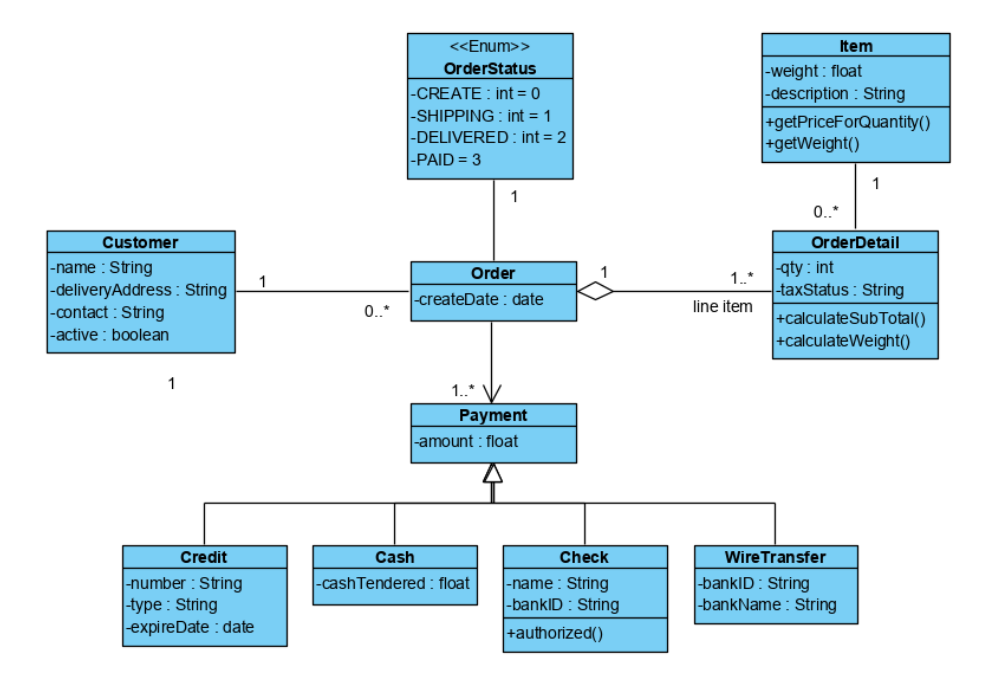 <<Enum>>
OrderStatus
-CREATE : int = 0
-SHIPPING : int = 1
-DELIVERED : int = 2
-PAID = 3
Item
-weight : float
-description : String
+getPriceForQuantity()
+getWeight()
1
1
0..*
Customer
-name : String
-deliveryAddress : String
-contact : String
-active : boolean
1
0..*
Order
-createDate : date
1
1..*
line item
OrderDetail
-qty : int
-taxStatus : String
+calculateSubTotal()
+calculateWeight()
1
1..*
Payment
-amount : float
Credit
-number : String
-type : String
-expireDate : date
Cash
-cashTendered : float
Check
-name : String
-bankID : String
+authorized()
WireTransfer
-bankID : String
-bankName : String